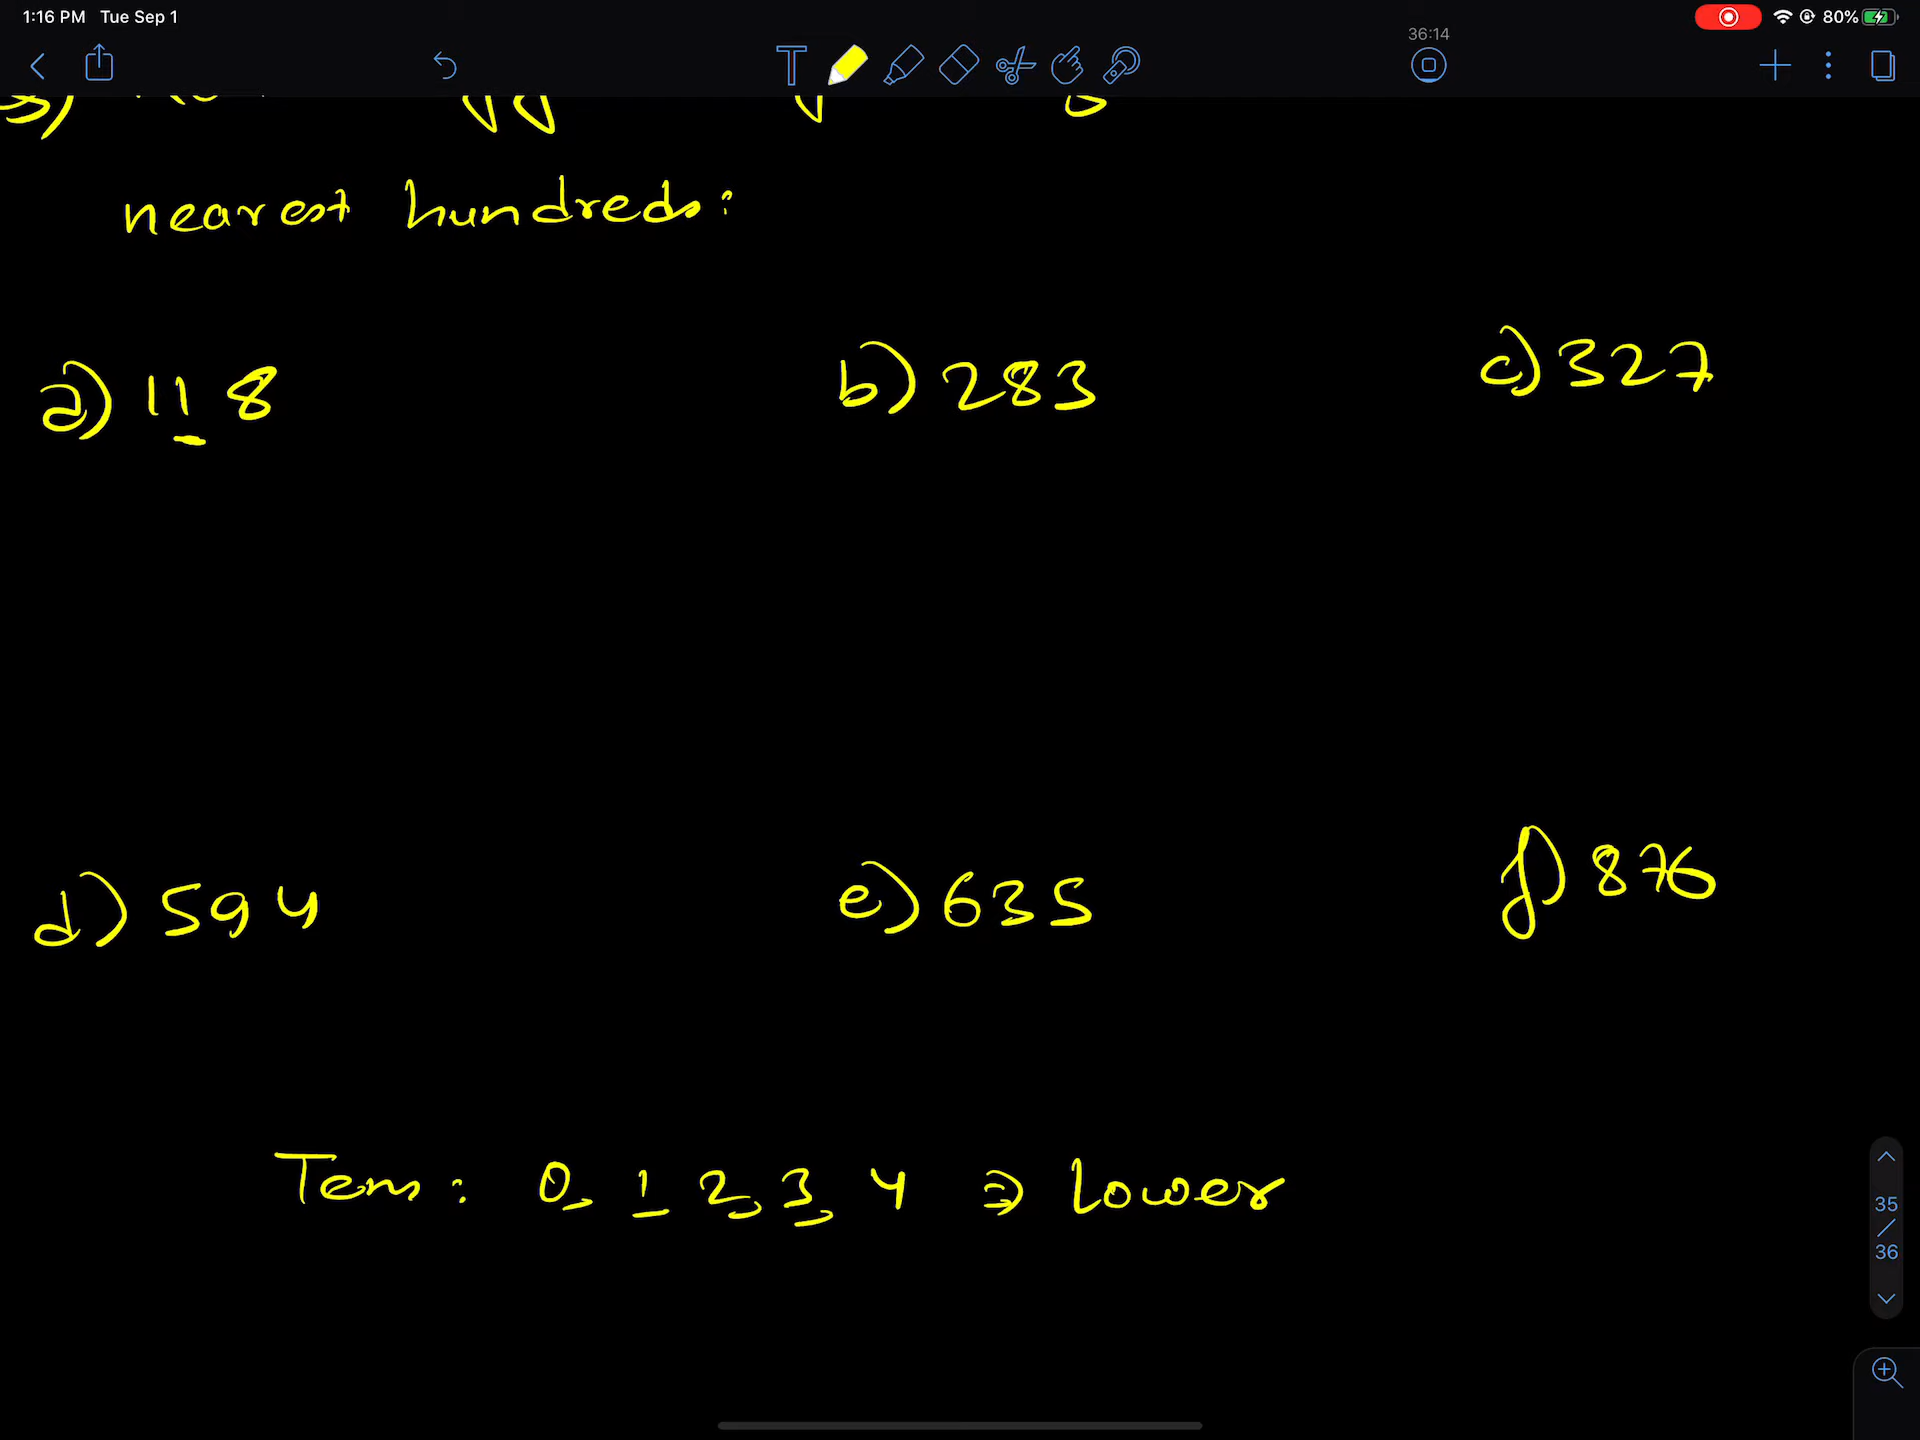 1:16 PM Tue Sep 1
80%
36:14
T
nearest hundreds:
a) 118
b) 283
c) 327
d) 594
e) 635
f) 876
Tens: 0, 1 2, 3, 4 ⇒ Lower
35
/
36